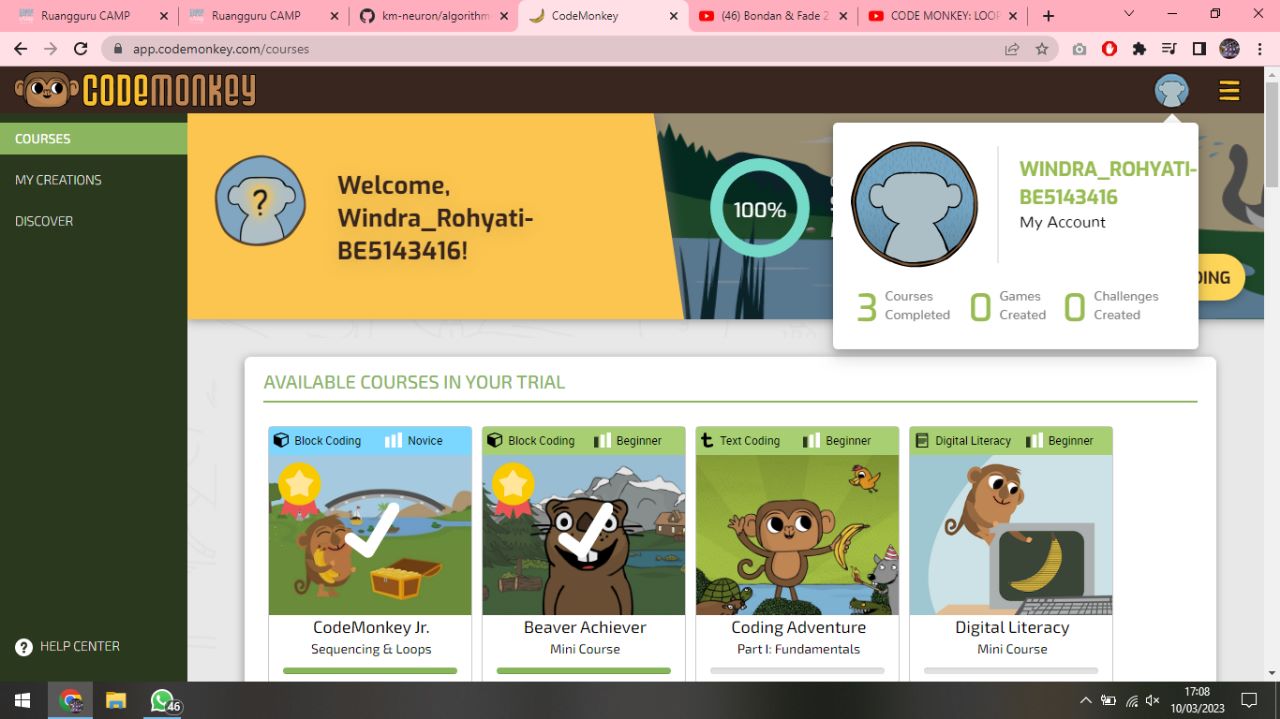 Ruangguru CAMP
Ruangguru CAMP
km-neuron/algorithm
CodeMonkey
(46) Bondan & Fade 2
CODE MONKEY: LOOP
app.codemonkey.com/courses
CODEMONKEY
COURSES
MY CREATIONS
DISCOVER
HELP CENTER
Welcome,
Windra_Rohyati-
BE5143416!
100%
DING
WINDRA_ROHYATI-
BE5143416
My Account
3 Courses
Completed
0 Games
Created
0 Challenges
Created
AVAILABLE COURSES IN YOUR TRIAL
Block Coding Novice
CodeMonkey Jr.
Sequencing & Loops
Block Coding Beginner
Beaver Achiever
Mini Course
Text Coding Beginner
Coding Adventure
Part I: Fundamentals
Digital Literacy Beginner
Digital Literacy
Mini Course
46
17:08
10/03/2023